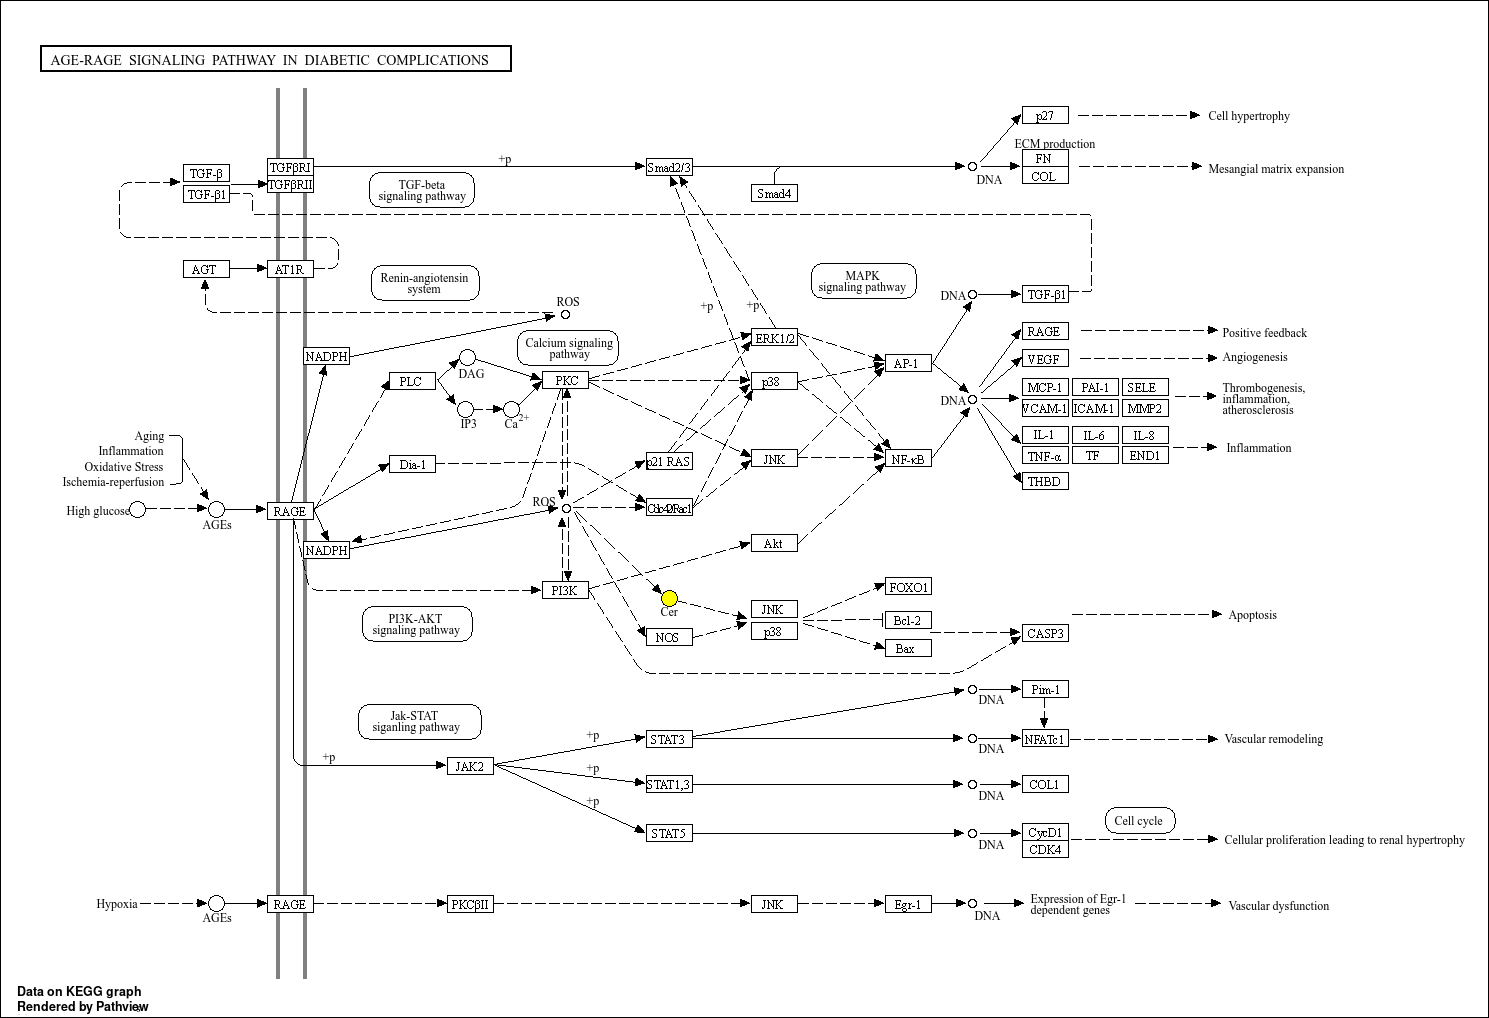 AGE-RAGE SIGNALING PATHWAY IN DIABETIC COMPLICATIONS
p27
Cell hypertrophy
ECM production
TGFβRI
+p
Smad2/3
FN
TGF-β
TGFβRII
TGF-beta
signaling pathway
DNA
COL
Mesangial matrix expansion
TGF-β1
Smad4
AGT
AT1R
Renin-angiotensin
system
MAPK
signaling pathway
ROS
+p
+p
DNA
TGF-β1
NADPH
Calcium signaling
pathway
ERK1/2
RAGE
Positive feedback
PLC
DAG
PKC
p38
AP-1
VEGF
Angiogenesis
IP3
Ca2+
DNA
MCP-1
PAI-1
SELE
VCAM-1
ICAM-1
MMP2
Thrombogenesis,
inflammation,
atherosclerosis
Aging
Inflammation
Oxidative Stress
Ischemia-reperfusion
Dia-1
p21 RAS
JNK
NF-κB
IL-1
IL-6
IL-8
TNF-α
TF
END1
Inflammation
THBD
High glucose
AGEs
RAGE
ROS
Cdc42/Rac1
NADPH
Akt
PI3K
FOXO1
PI3K-AKT
signaling pathway
Cer
JNK
p38
NOS
Bcl-2
Bax
CASP3
Apoptosis
Jak-STAT
siganling pathway
DNA
Pim-1
+p
JAK2
+p
STAT3
DNA
NFATc1
Vascular remodeling
+p
STAT1,3
DNA
COL1
+p
STAT5
DNA
CycD1
CDK4
Cell cycle
Cellular proliferation leading to renal hypertrophy
Hypoxia
AGEs
RAGE
PKCβII
JNK
Egr-1
DNA
Expression of Egr-1
dependent genes
Vascular dysfunction
Data on KEGG graph
Rendered by Pathview